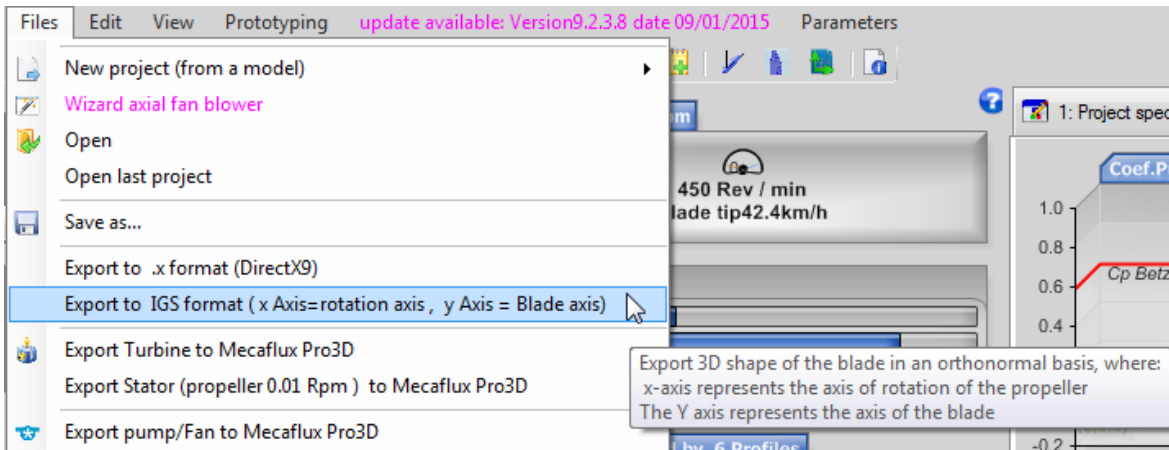 Files Edit View Prototyping update available: Version9.2.3.8 date 09/01/2015 Parameters
New project (from a model)
Wizard axial fan blower
Open
Open last project
Save as...
Export to .x format (DirectX9)
Export to IGS format ( x Axis=rotation axis , y Axis = Blade axis)
Export Turbine to Mecaflux Pro3D
Export Stator (propeller 0.01 Rpm ) to Mecaflux Pro3D
Export pump/Fan to Mecaflux Pro3D
450 Rev / min
lade tip42.4km/h
1: Project spec
Coef.P
1.0
0.8
Cp Betz
0.6
0.4
Export 3D shape of the blade in an orthonormal basis, where:
x-axis represents the axis of rotation of the propeller
The Y axis represents the axis of the blade
by 6 Profiles
-0.2